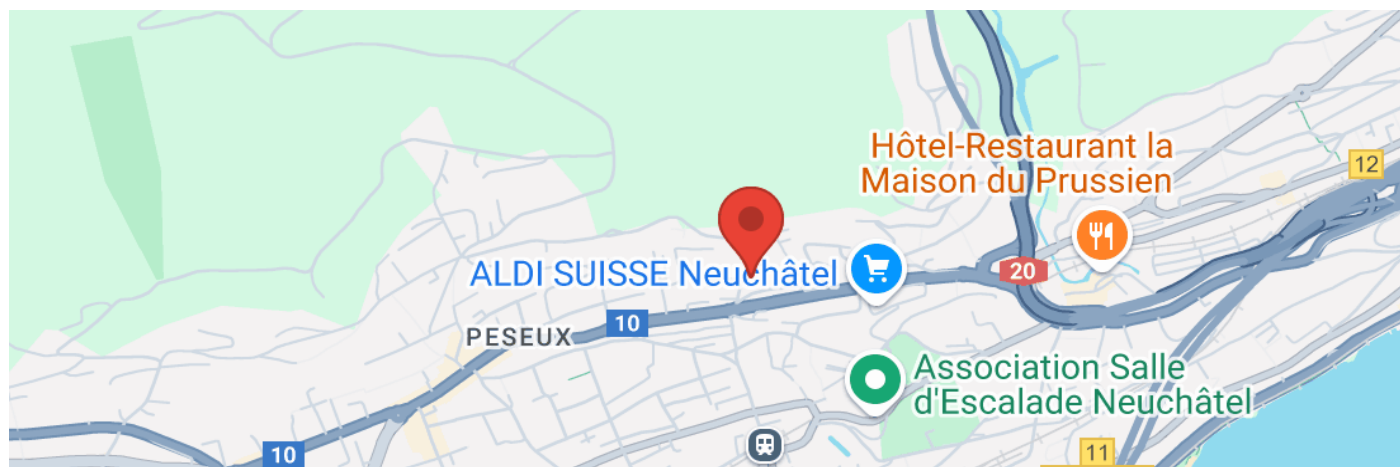 Hôtel-Restaurant la
Maison du Prussien
12
ALDI SUISSE Neuchâtel
20
10
PESEUX
Association Salle
d'Escalade Neuchâtel
10
11